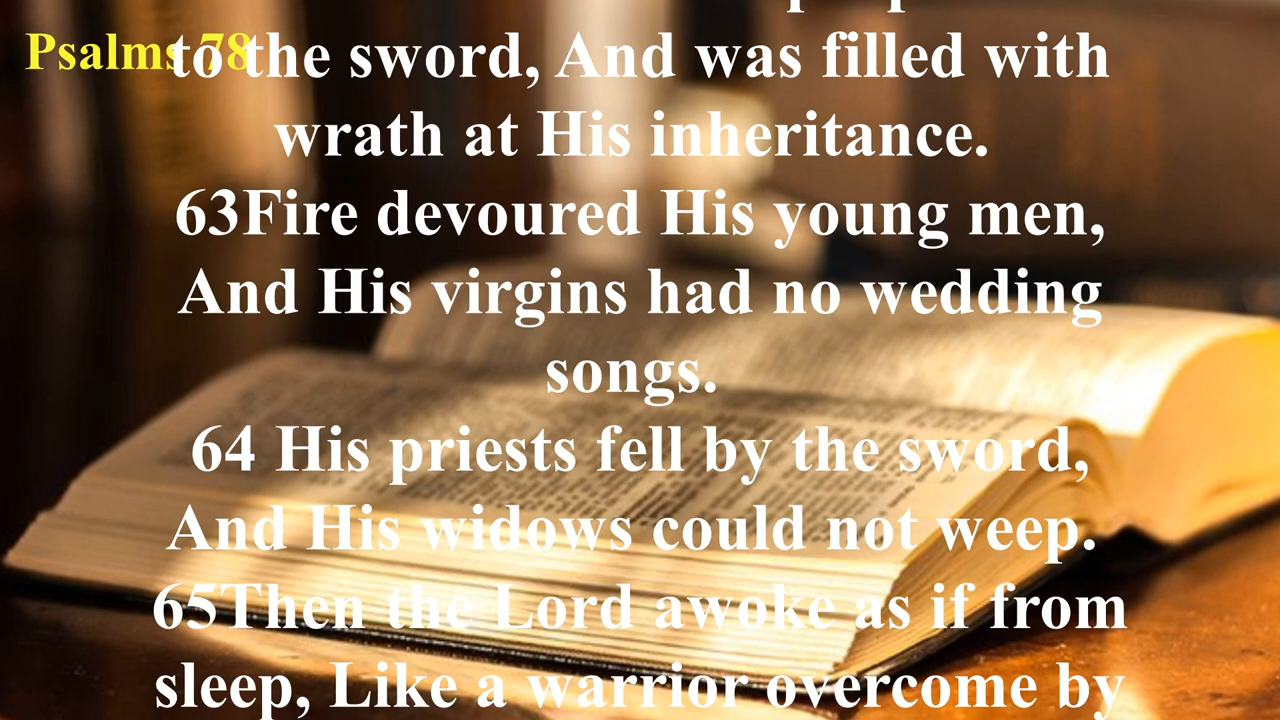 Psalms 78
to the sword, And was filled with
wrath at His inheritance.
63Fire devoured His young men,
And His virgins had no wedding
songs.
64 His priests fell by the sword,
And His widows could not weep.
65Then the Lord awoke as if from
sleep, Like a warrior overcome by